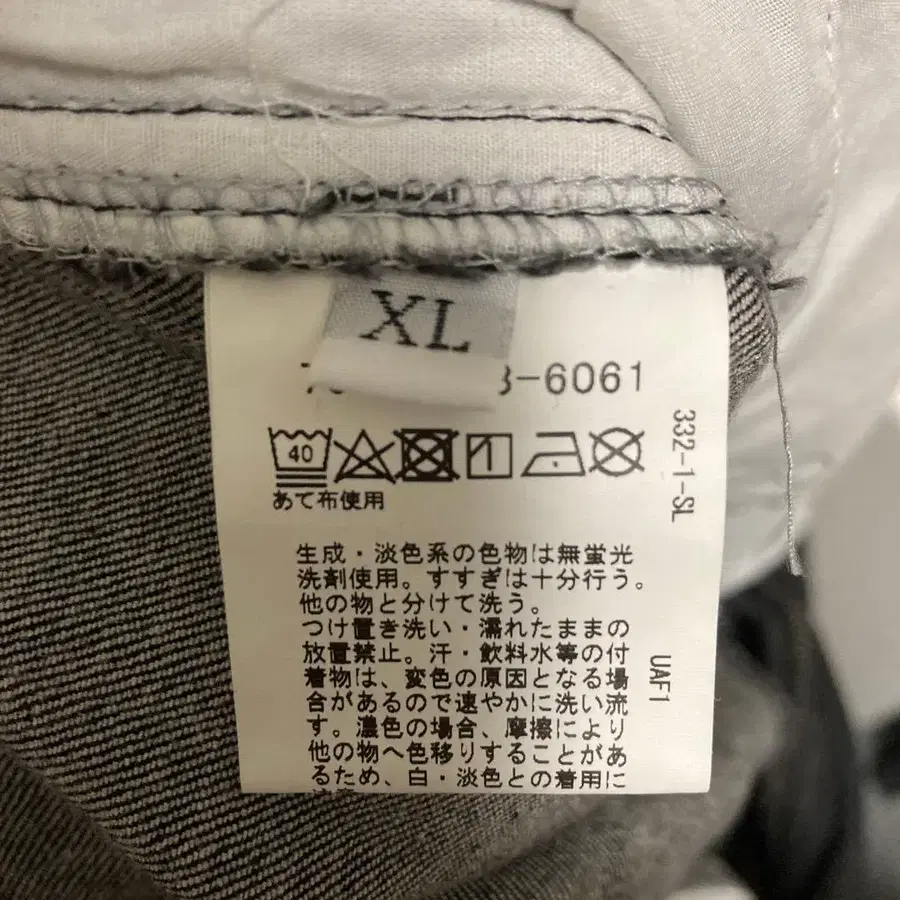 XL
-6061
40
あて布使用
332-1-SL
生成・淡色系の色物は無蛍光
洗剤使用。すすぎは十分行う。
他の物と分けて洗う。
つけ置き洗い・濡れたままの
放置禁止。汗・飲料水等の付
着物は、変色の原因となる場
合があるので速やかに洗い流
す。濃色の場合、摩擦により
他の物へ色移りすることがあ
るため、白・淡色との着用に
UAF1